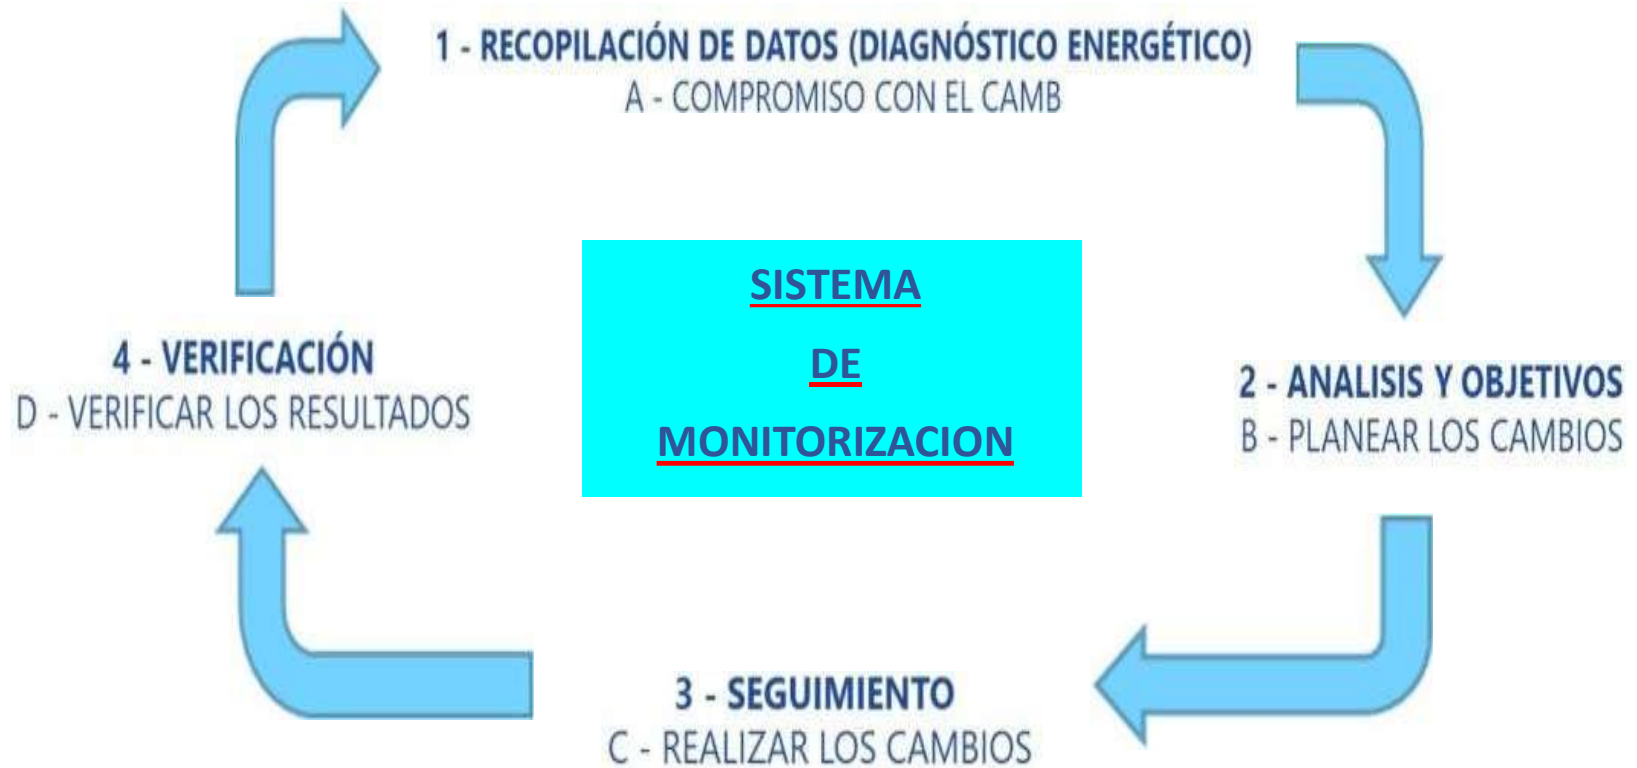 1 - RECOPILACIÓN DE DATOS (DIAGNÓSTICO ENERGÉTICO)
A - COMPROMISO CON EL CAMB
SISTEMA
DE
MONITORIZACION
4 - VERIFICACIÓN
D - VERIFICAR LOS RESULTADOS
2 - ANALISIS Y OBJETIVOS
B - PLANEAR LOS CAMBIOS
3 - SEGUIMIENTO
C - REALIZAR LOS CAMBIOS